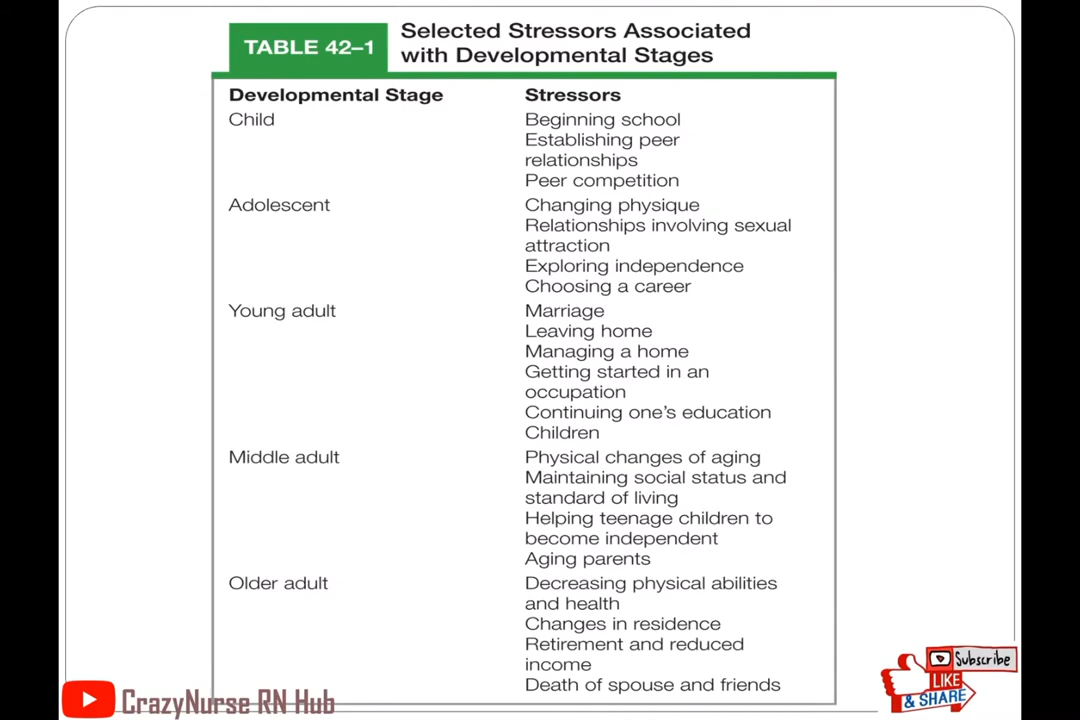 TABLE 42–1
Selected Stressors Associated
with Developmental Stages
Developmental Stage Stressors
Child Beginning school
Establishing peer
relationships
Peer competition
Adolescent Changing physique
Relationships involving sexual
attraction
Exploring independence
Choosing a career
Young adult Marriage
Leaving home
Managing a home
Getting started in an
occupation
Continuing one's education
Children
Middle adult Physical changes of aging
Maintaining social status and
standard of living
Helping teenage children to
become independent
Aging parents
Older adult Decreasing physical abilities
and health
Changes in residence
Retirement and reduced
income
Death of spouse and friends
CrazyNurse RN Hub
Subscribe
LIKE
& SHARE